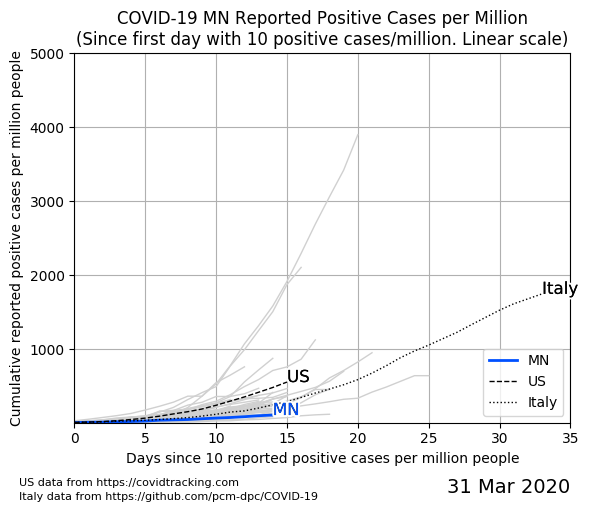 COVID-19 MN Reported Positive Cases per Million
(Since first day with 10 positive cases/million. Linear scale)
Cumulative reported positive cases per million people
5000
4000
3000
2000
1000
Italy
US
MN
MN
US
Italy
0 5 10 15 20 25 30 35
Days since 10 reported positive cases per million people
US data from https://covidtracking.com
Italy data from https://github.com/pcm-dpc/COVID-19
31 Mar 2020